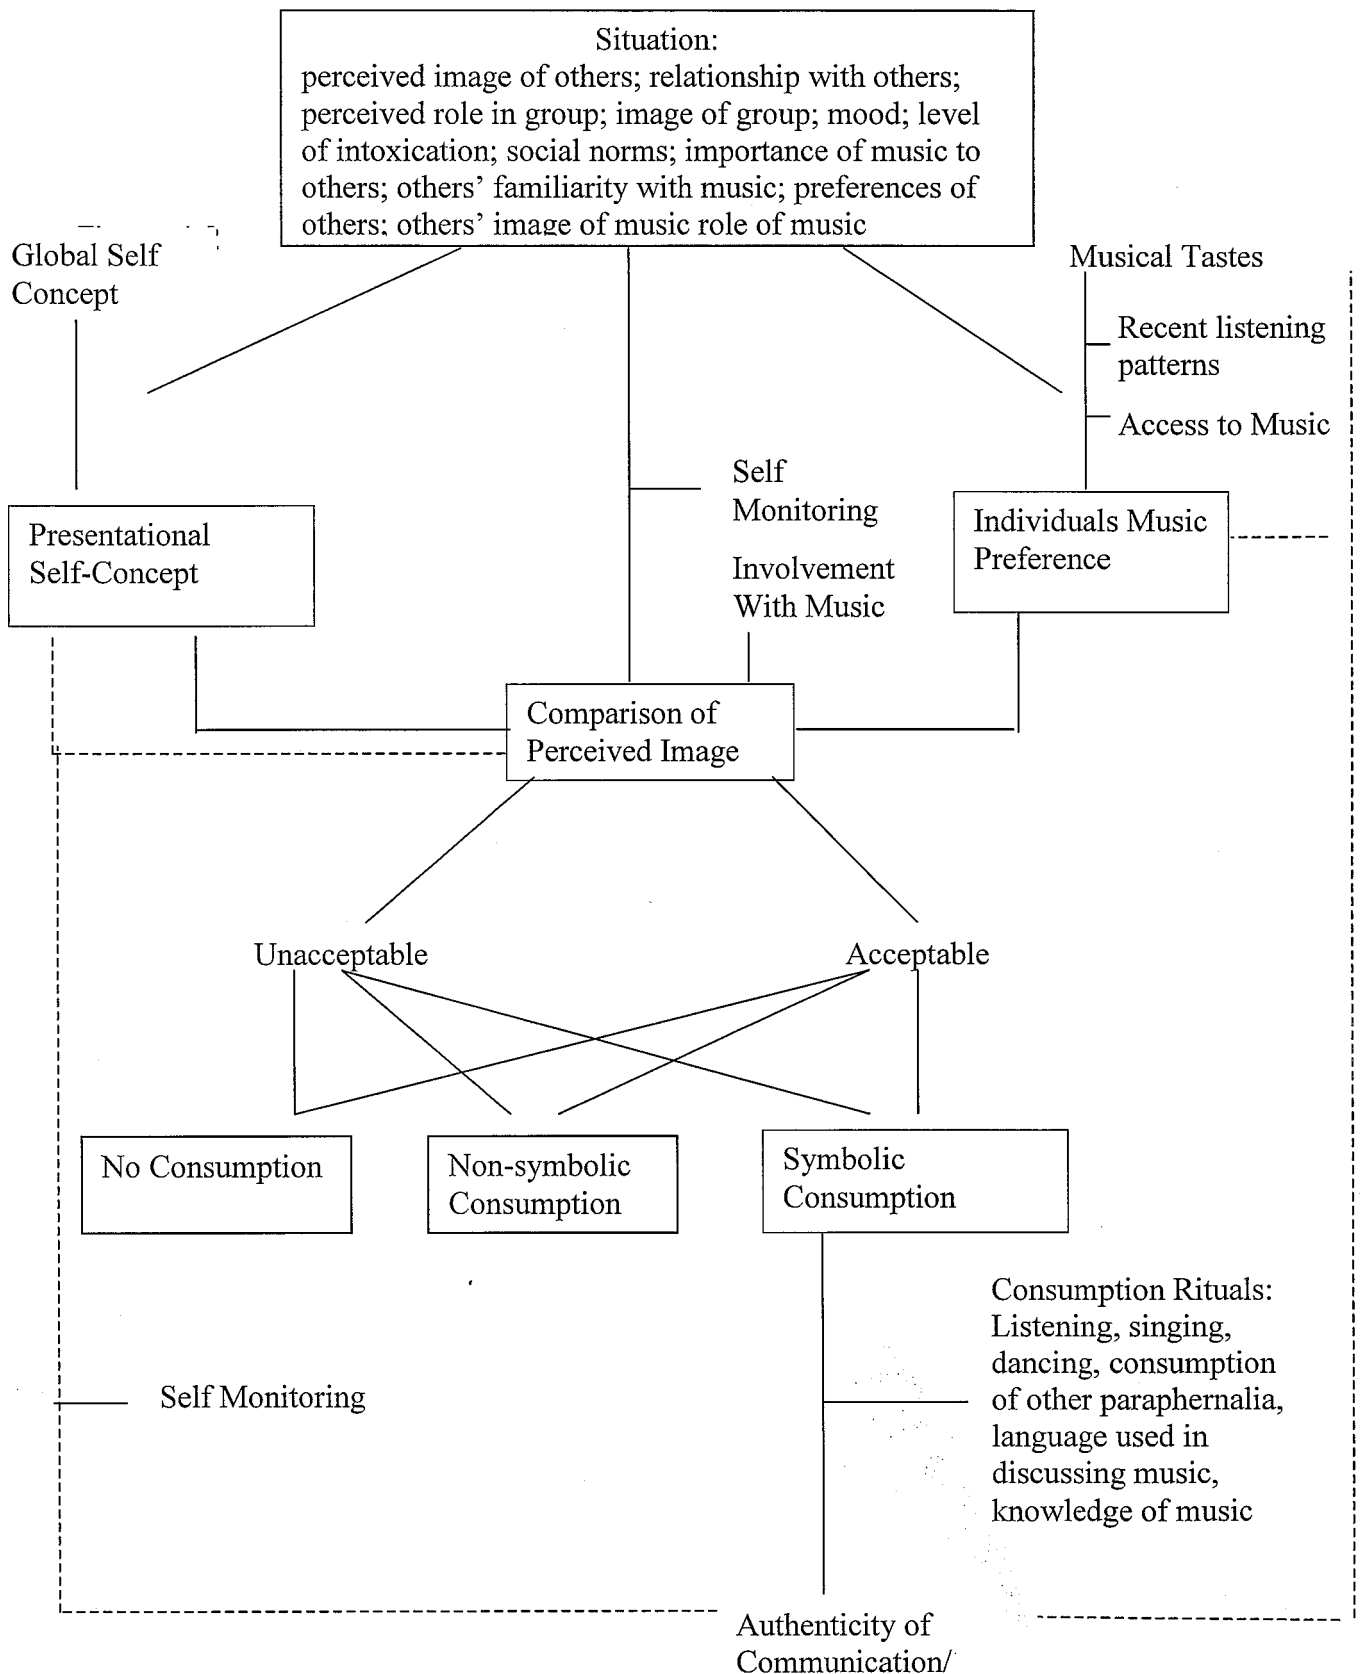 Situation:
perceived image of others; relationship with others;
perceived role in group; image of group; mood; level
of intoxication; social norms; importance of music to
others; others’ familiarity with music; preferences of
others; others’ image of music role of music
Global Self
Concept
Musical Tastes
Recent listening
patterns
Access to Music
Self
Monitoring
Involvement
With Music
Presentational
Self-Concept
Individuals Music
Preference
Comparison of
Perceived Image
Unacceptable
Acceptable
No Consumption
Non-symbolic
Consumption
Symbolic
Consumption
Consumption Rituals:
Listening, singing,
dancing, consumption
of other paraphernalia,
language used in
discussing music,
knowledge of music
Self Monitoring
Authenticity of
Communication/